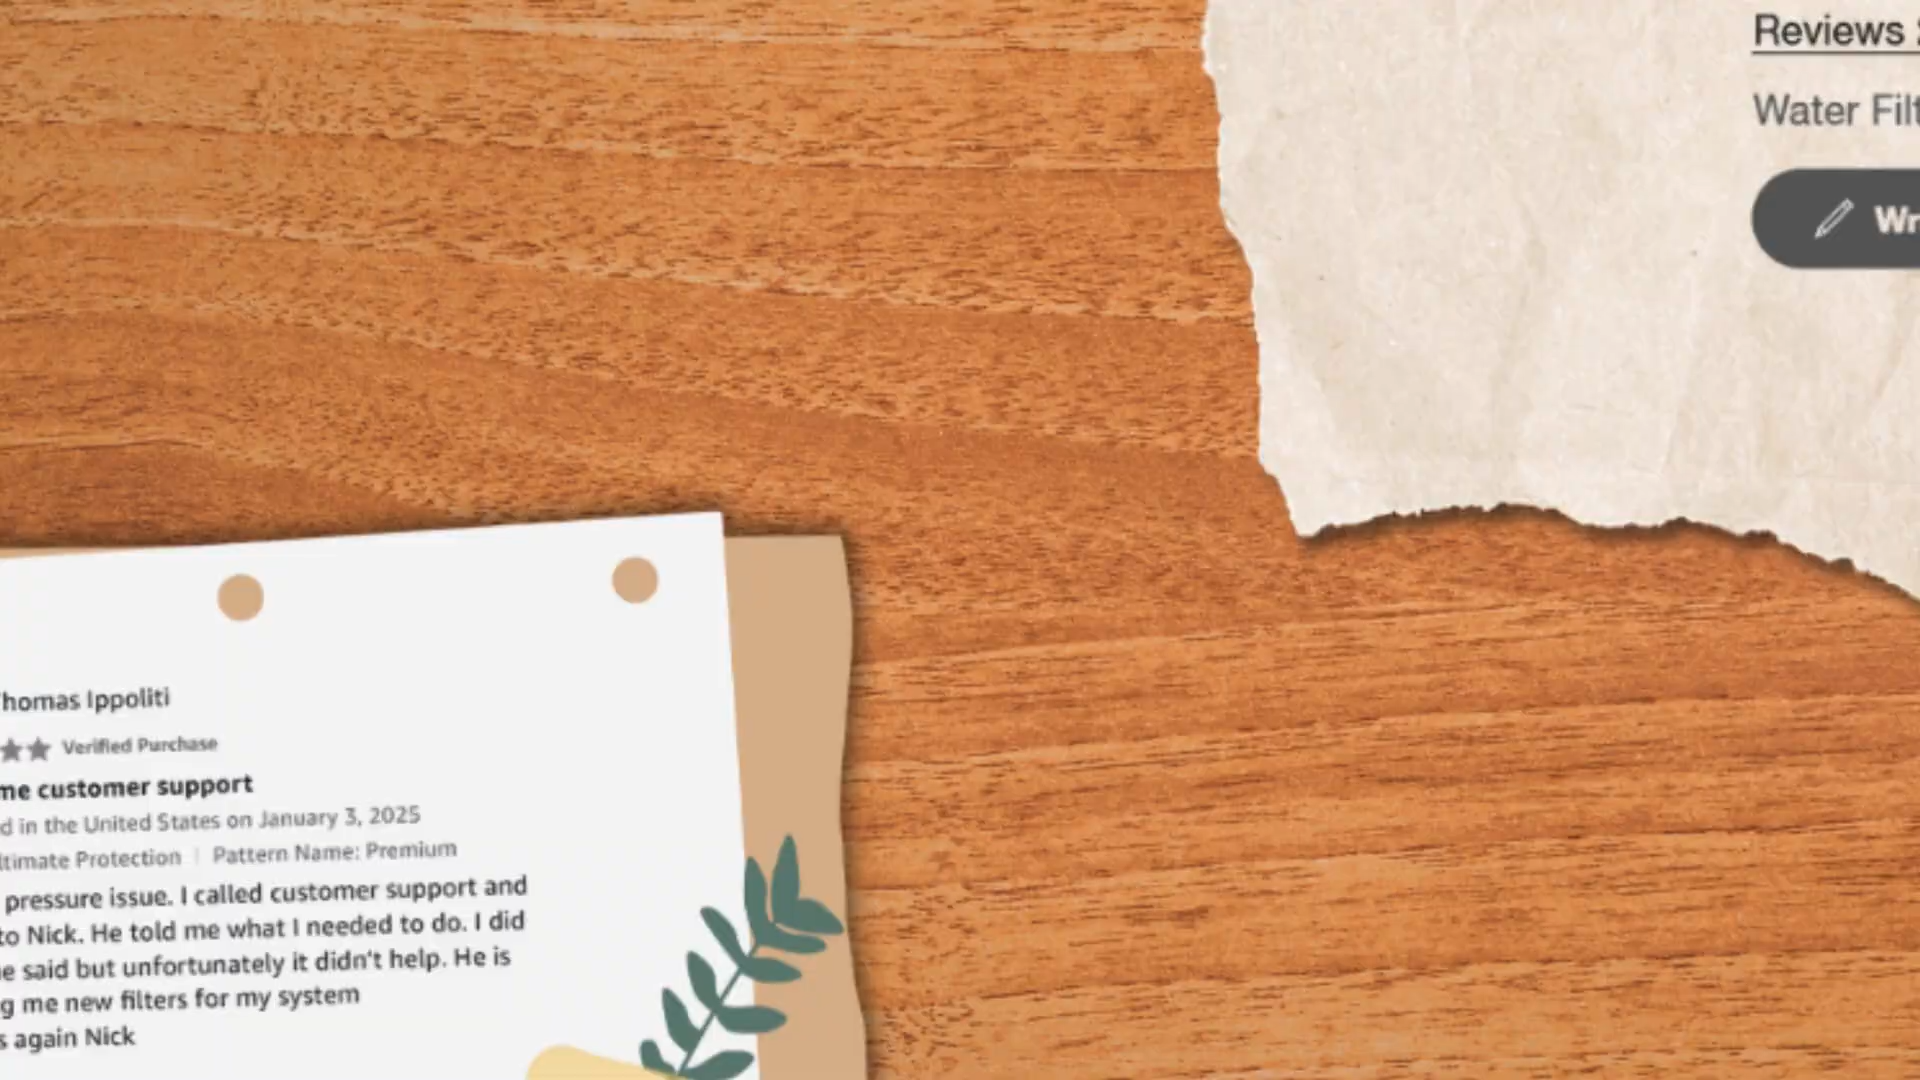 Reviews
Water Filt
Wr
Thomas Ippoliti
Verified Purchase
me customer support
d in the United States on January 3, 2025
ltimate Protection | Pattern Name: Premium
pressure issue. I called customer support and
to Nick. He told me what I needed to do. I did
e said but unfortunately it didn't help. He is
g me new filters for my system
s again Nick